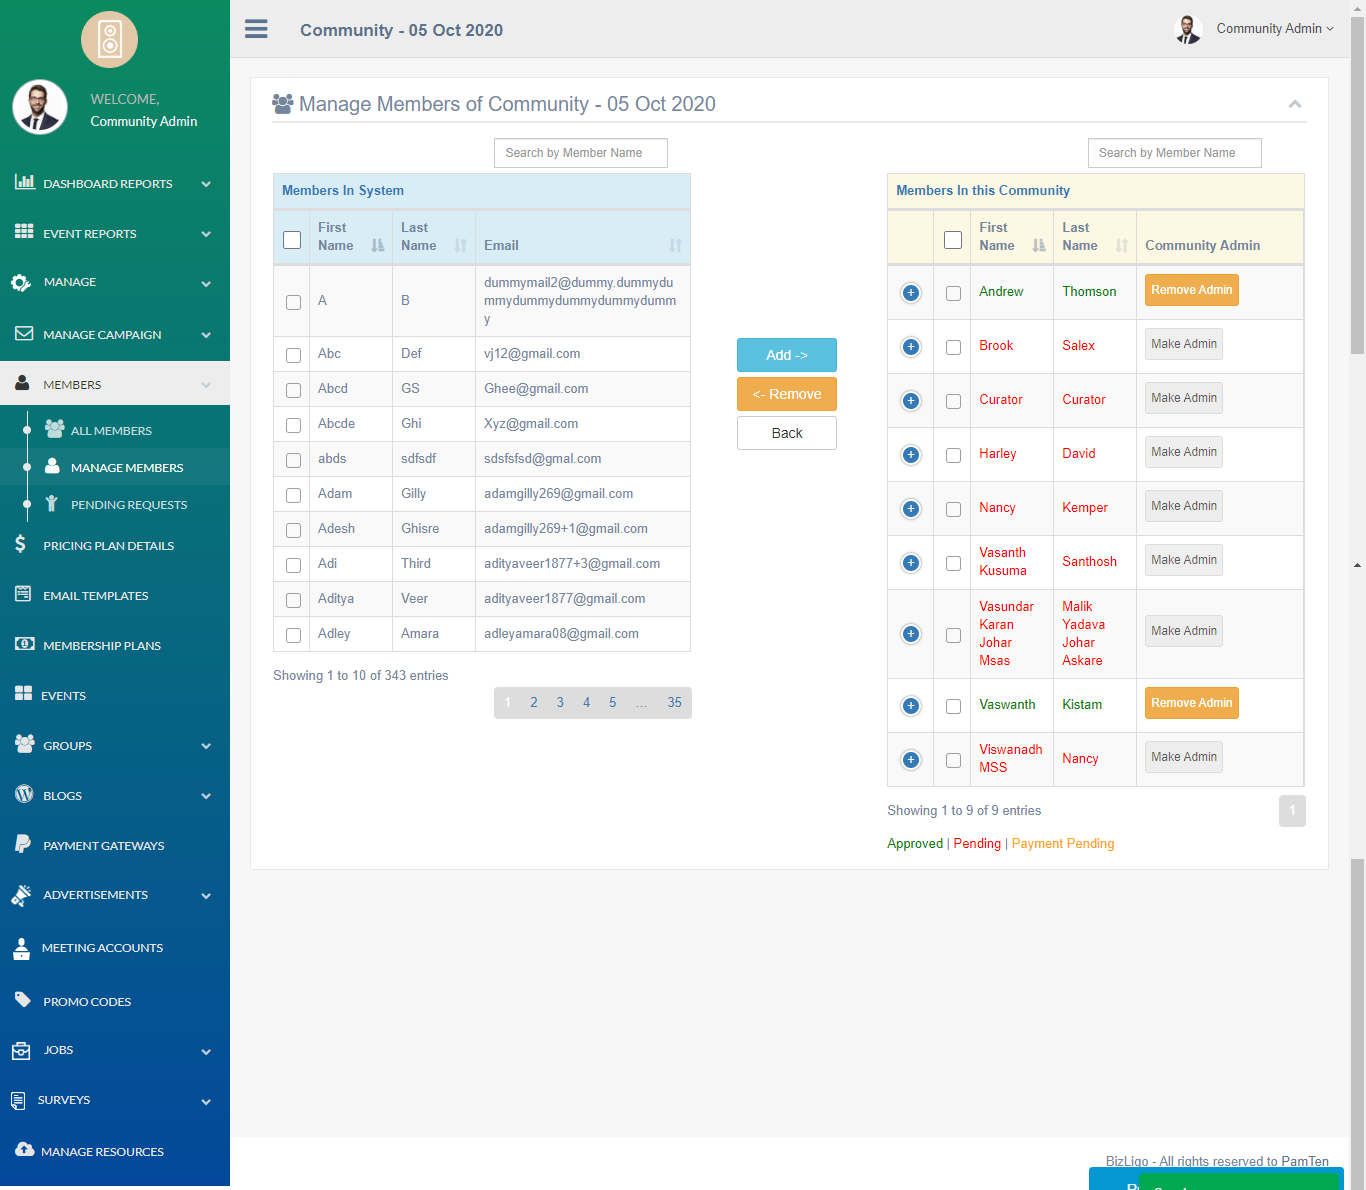 Community - 05 Oct 2020
Community Admin
WELCOME,
Community Admin
DASHBOARD REPORTS
EVENT REPORTS
MANAGE
MANAGE CAMPAIGN
MEMBERS
ALL MEMBERS
MANAGE MEMBERS
PENDING REQUESTS
PRICING PLAN DETAILS
EMAIL TEMPLATES
MEMBERSHIP PLANS
EVENTS
GROUPS
BLOGS
PAYMENT GATEWAYS
ADVERTISEMENTS
MEETING ACCOUNTS
PROMO CODES
JOBS
SURVEYS
MANAGE RESOURCES
Manage Members of Community - 05 Oct 2020
Search by Member Name
Members In System
First Name Last Name Email
A B dummymail2@dummy.dummydu
mmydummydummydummydumm
y
Abc Def vj12@gmail.com
Abcd GS Ghee@gmail.com
Abcde Ghi Xyz@gmail.com
abds sdfsdf sdsfsfsd@gmal.com
Adam Gilly adamgilly269@gmail.com
Adesh Ghisre adamgilly269+1@gmail.com
Adi Third adityaveer1877+3@gmail.com
Aditya Veer adityaveer1877@gmail.com
Adley Amara adleyamara08@gmail.com
Showing 1 to 10 of 343 entries
1 2 3 4 5 ... 35
Add ->
<- Remove
Back
Search by Member Name
Members In this Community
First Name Last Name Community Admin
Andrew Thomson Remove Admin
Brook Salex Make Admin
Curator Curator Make Admin
Harley David Make Admin
Nancy Kemper Make Admin
Vasanth Kusuma Santhosh Make Admin
Vasundar Karan Johar Msas Malik Yadava Johar Askare Make Admin
Vaswanth Kistam Remove Admin
Viswanadh MSS Nancy Make Admin
Showing 1 to 9 of 9 entries
1
Approved | Pending | Payment Pending
BizLigo - All rights reserved to PamTen